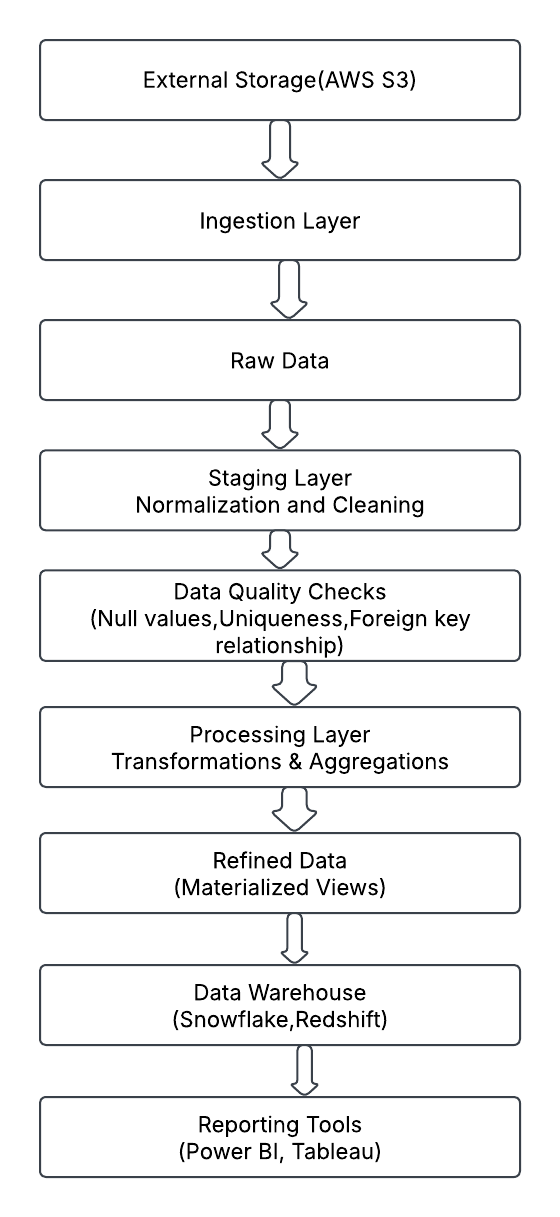 External Storage(AWS S3)
Ingestion Layer
Raw Data
Staging Layer
Normalization and Cleaning
Data Quality Checks
(Null values,Uniqueness,Foreign key
relationship)
Processing Layer
Transformations & Aggregations
Refined Data
(Materialized Views)
Data Warehouse
(Snowflake,Redshift)
Reporting Tools
(Power BI, Tableau)